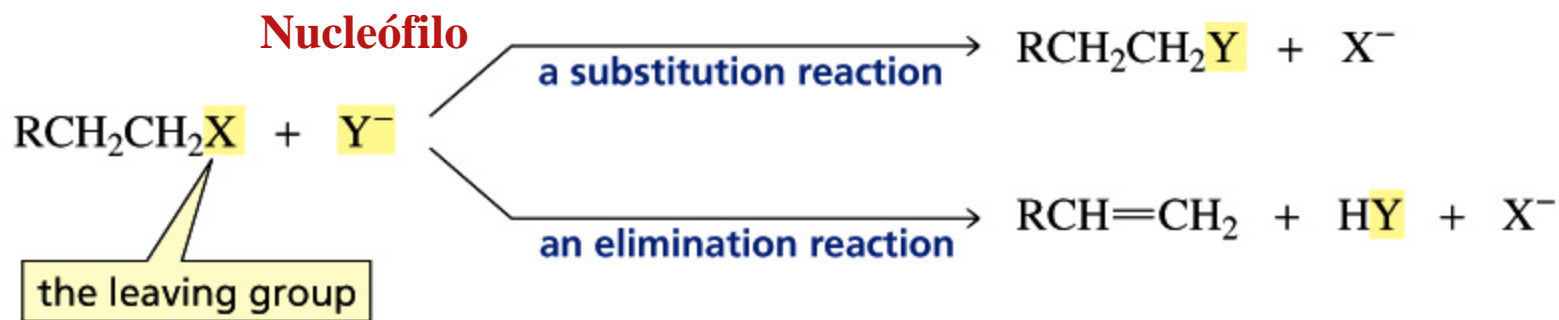 Nucleófilo
a substitution reaction
RCH₂CH₂Y + X⁻
RCH₂CH₂X + Y⁻
an elimination reaction
RCH=CH₂ + HY + X⁻
the leaving group